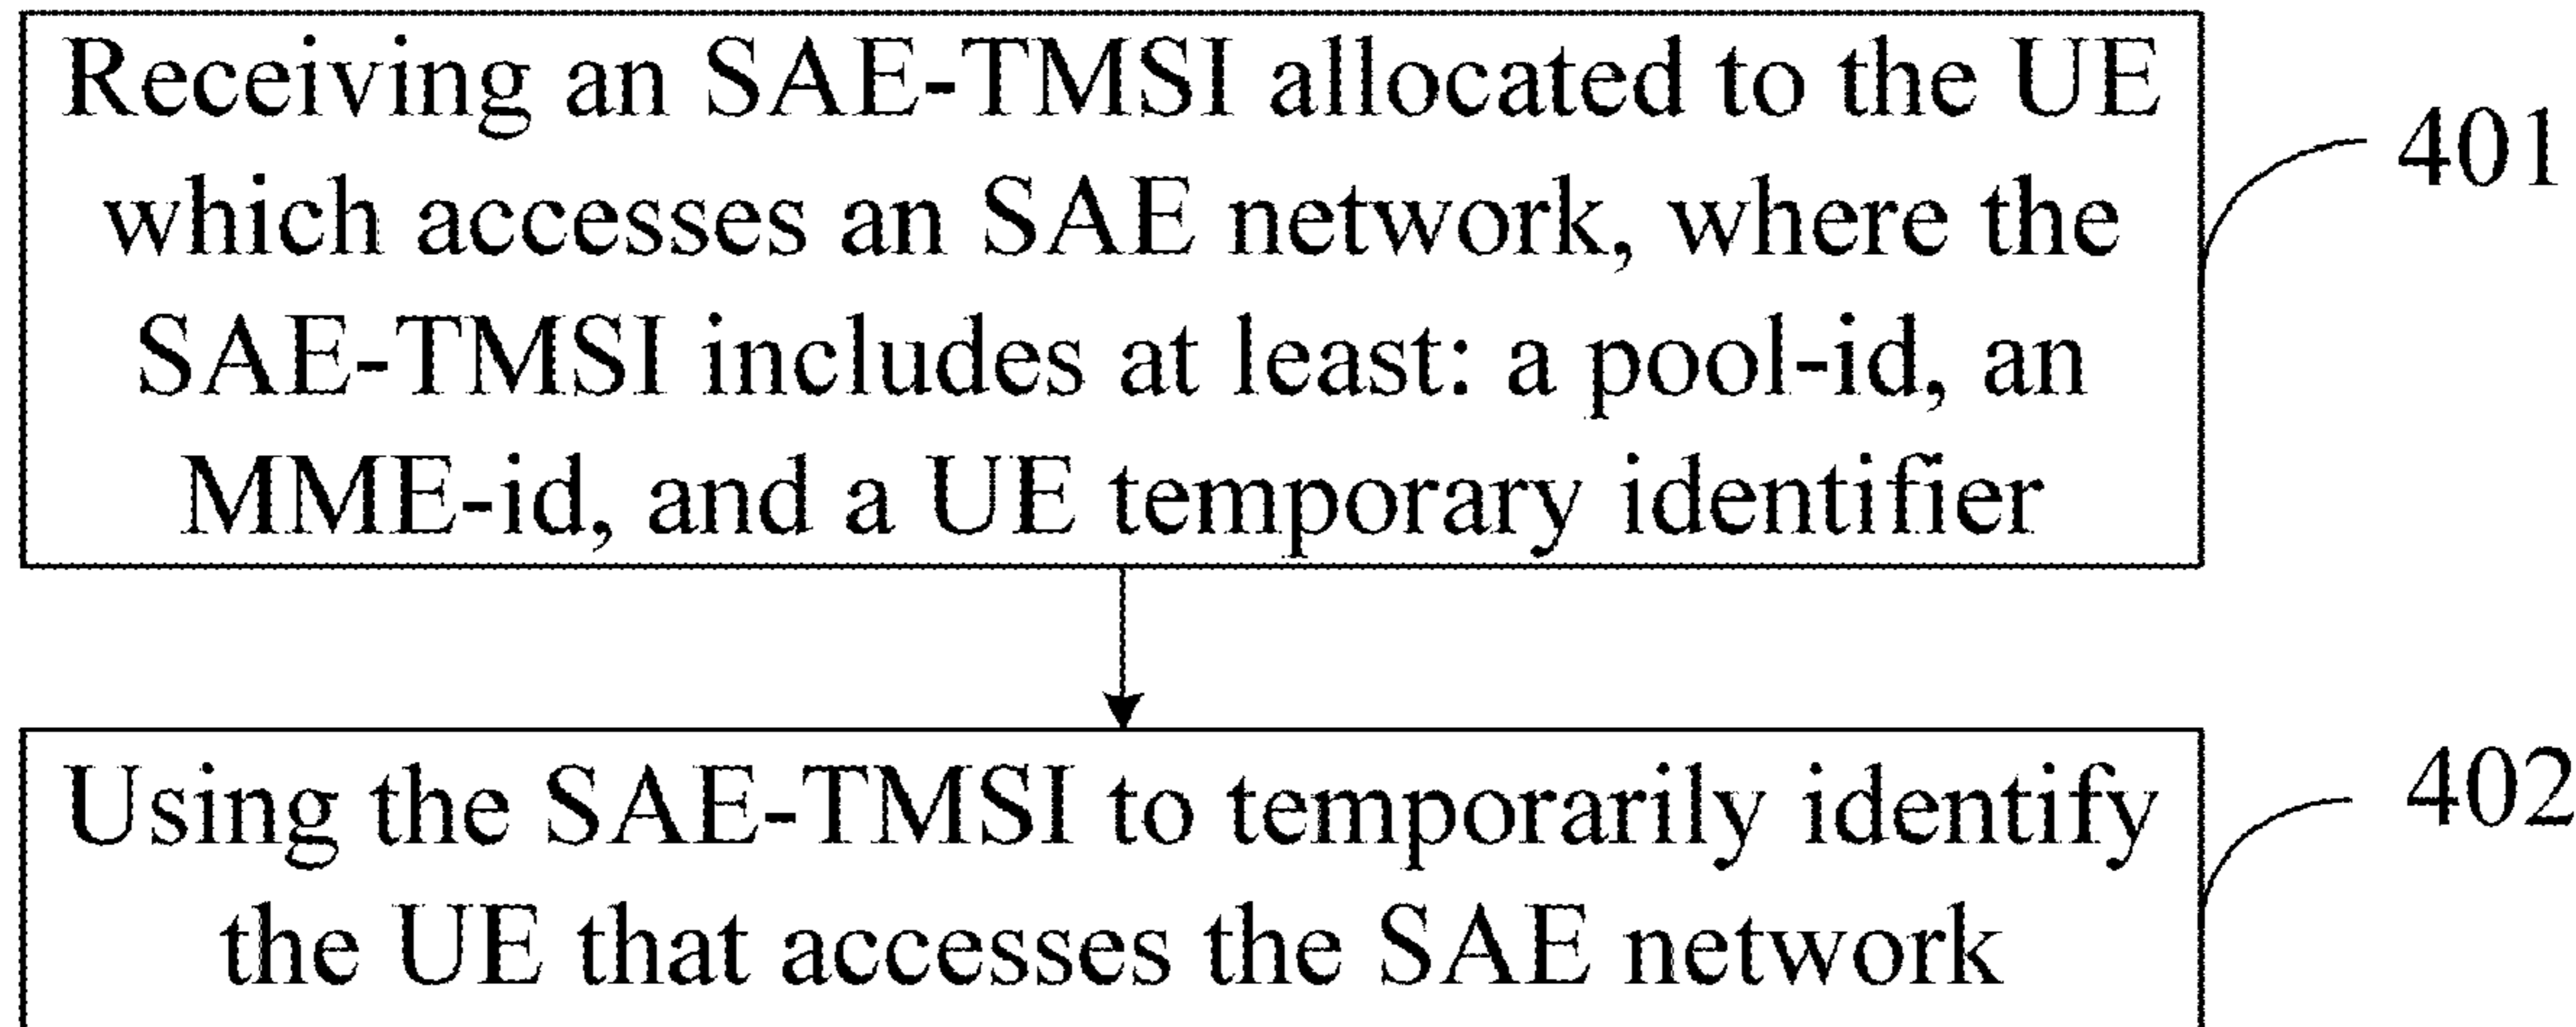 Receiving an SAE-TMSI allocated to the UE
which accesses an SAE network, where the
SAE-TMSI includes at least: a pool-id, an
MME-id, and a UE temporary identifier
401
Using the SAE-TMSI to temporarily identify
the UE that accesses the SAE network
402